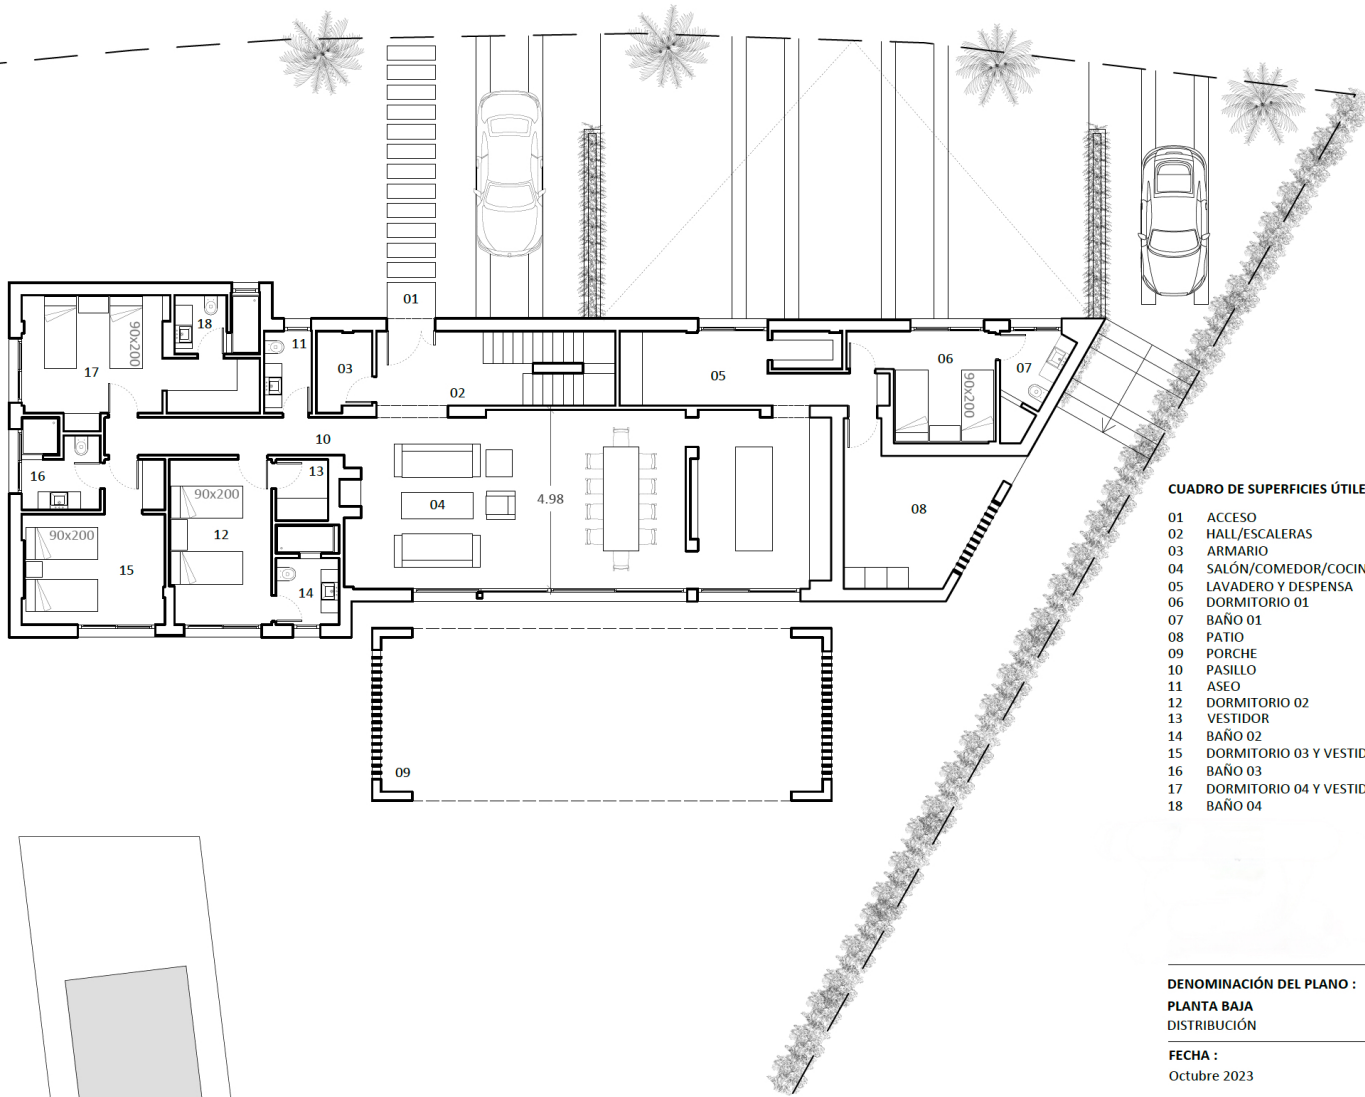 01
18
11
03
17
90x200
02
05
06
07
90x200
10
16
13
90x200
04
4.98
08
12
90x200
15
14
09
CUADRO DE SUPERFICIES ÚTILE
01 ACCESO
02 HALL/ESCALERAS
03 ARMARIO
04 SALÓN/COMEDOR/COCIN
05 LAVADERO Y DESPENSA
06 DORMITORIO 01
07 BAÑO 01
08 PATIO
09 PORCHE
10 PASILLO
11 ASEO
12 DORMITORIO 02
13 VESTIDOR
14 BAÑO 02
15 DORMITORIO 03 Y VESTID
16 BAÑO 03
17 DORMITORIO 04 Y VESTID
18 BAÑO 04
DENOMINACIÓN DEL PLANO :
PLANTA BAJA
DISTRIBUCIÓN
FECHA :
Octubre 2023